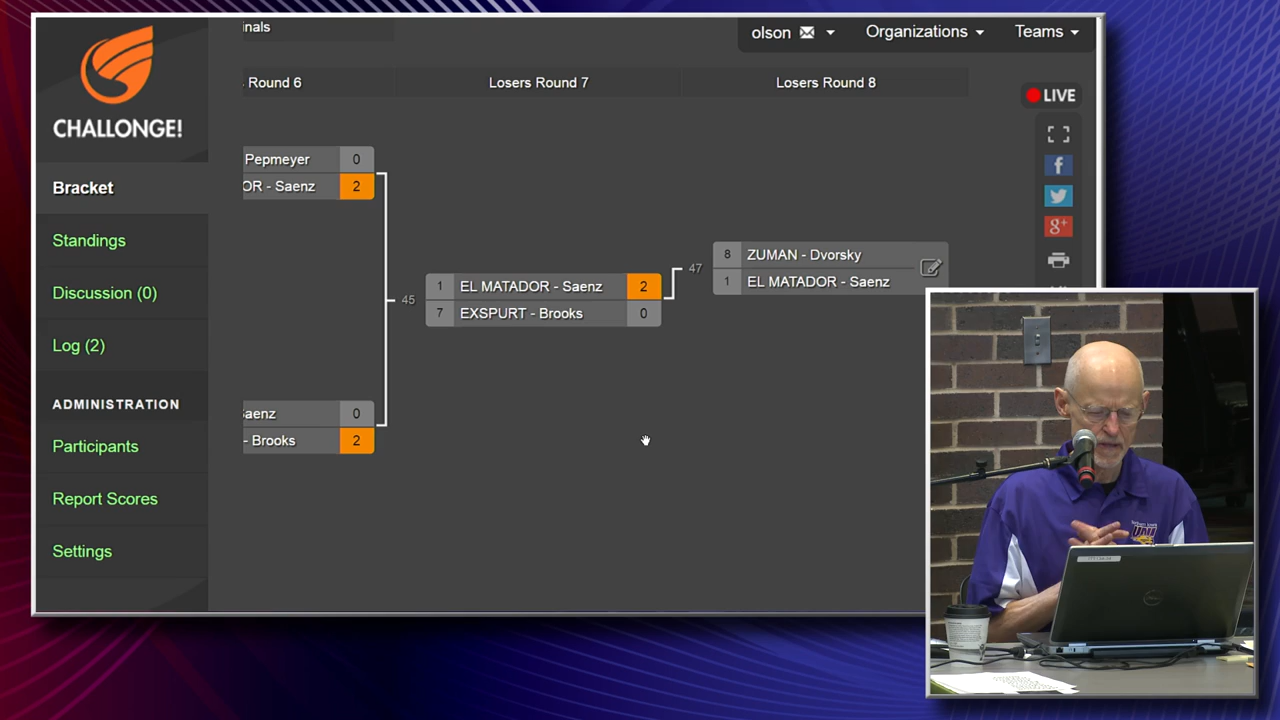 inals
olson
Organizations
Teams
Round 6
Losers Round 7
Losers Round 8
LIVE
CHALLONGE!
Bracket
Standings
Discussion (0)
Log (2)
ADMINISTRATION
Participants
Report Scores
Settings
Pepmeyer 0
OR - Saenz 2
45
1 EL MATADOR - Saenz 2
7 EXSPURT - Brooks 0
47
8 ZUMAN - Dvorsky
1 EL MATADOR - Saenz
Saenz 0
- Brooks 2
f
g+
UNI